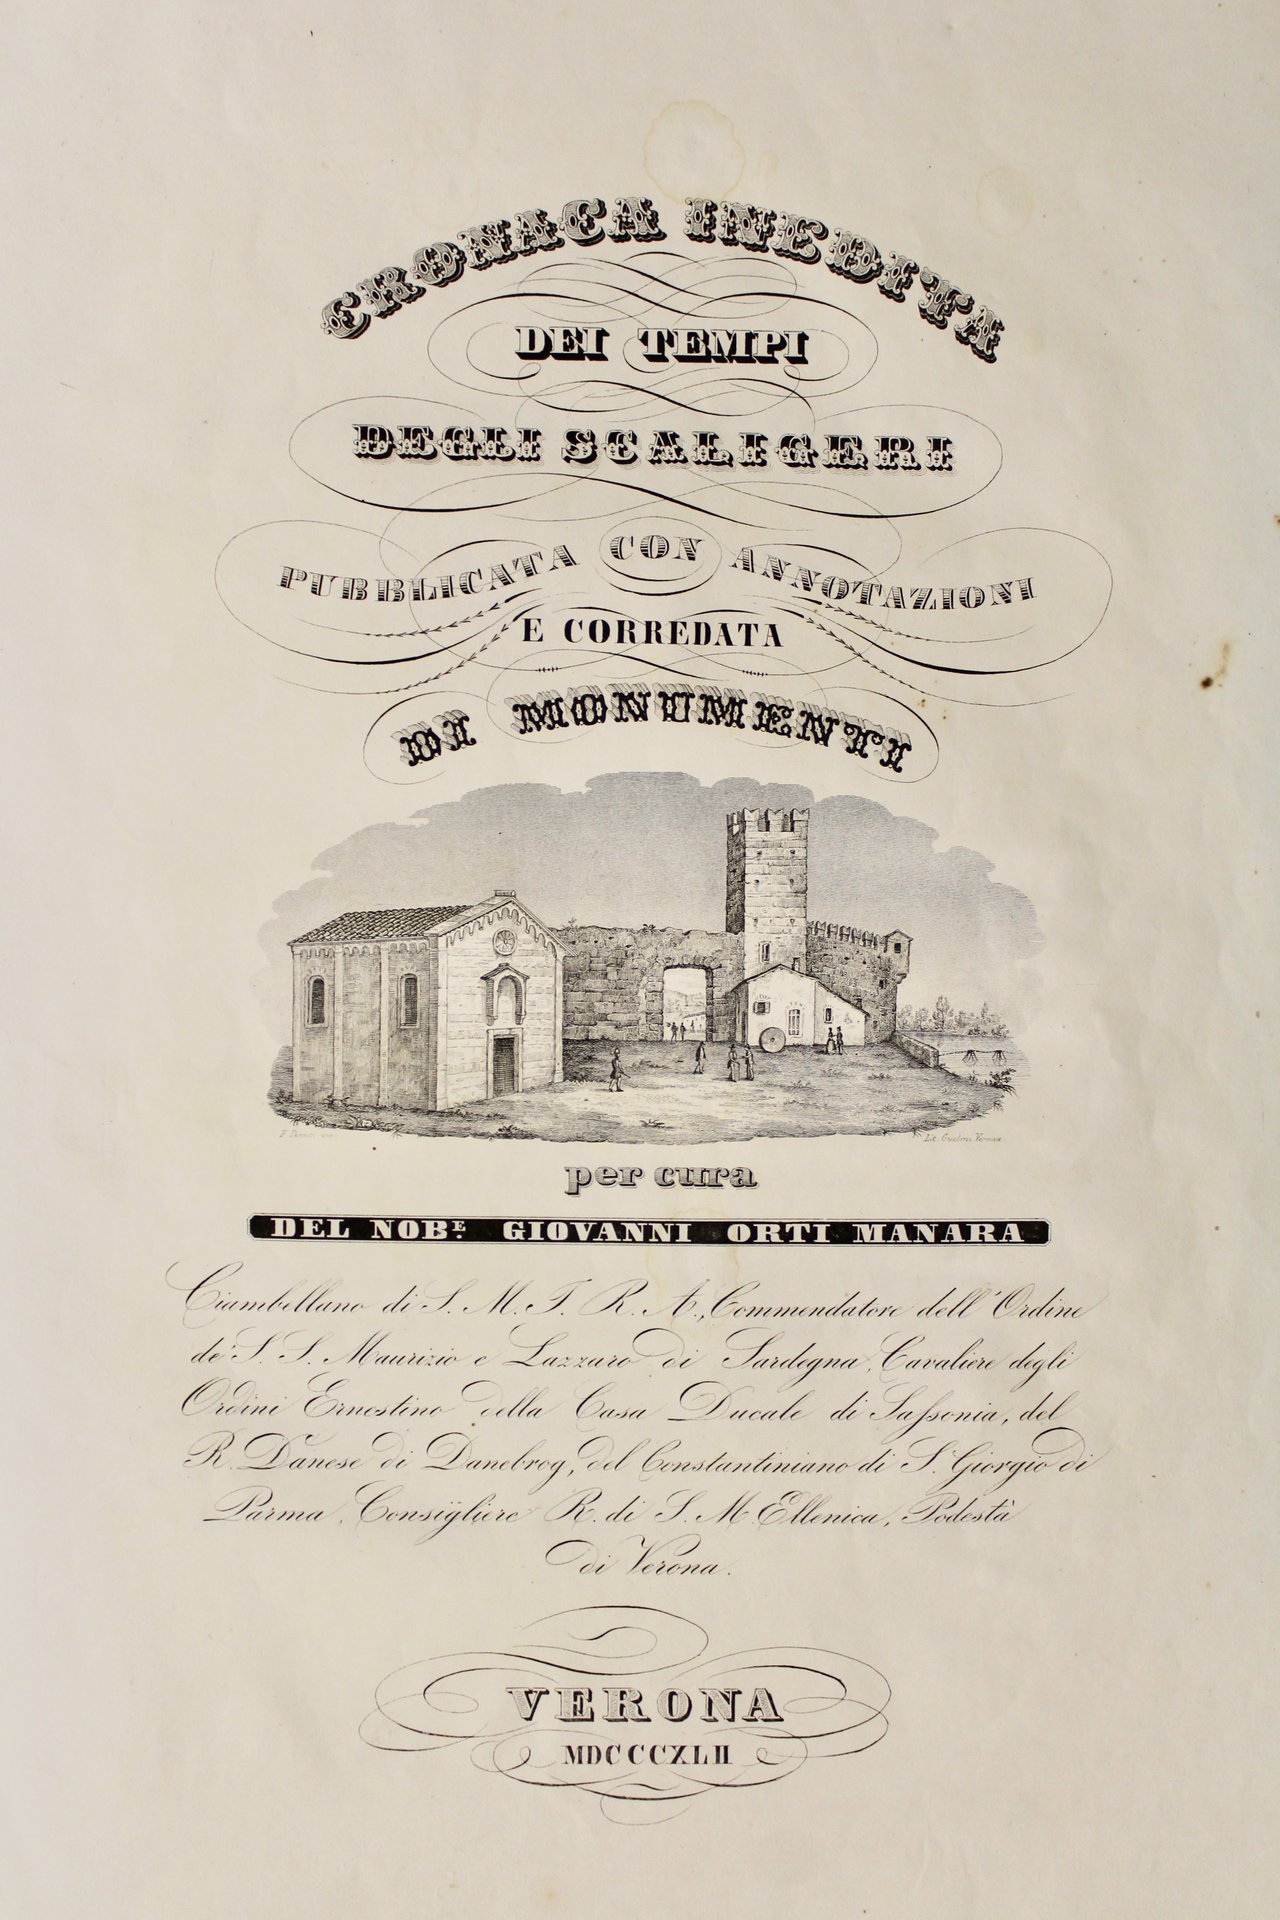 CRONACA INEDITA
DEI TEMPI
DEGLI SCALIGERI
PUBBLICATA CON ANNOTAZIONI
E CORREDATA
DI MONUMENTI
Lit. Verona
per cura
DEL NOB.E GIOVANNI ORTI MANARA
Ciambellano di S. M. I. R. A., Commendatore dell'Ordine
de' S. S. Maurizio e Lazzaro di Sardegna, Cavaliere degli
Ordini Ernestino della Casa Ducale di Sassonia, del
R. Danese di Danebrog, del Constantiniano di S. Giorgio di
Parma, Consigliere R. di S. M. Ellenica, Podestà
di Verona.
VERONA
MDCCCXLII